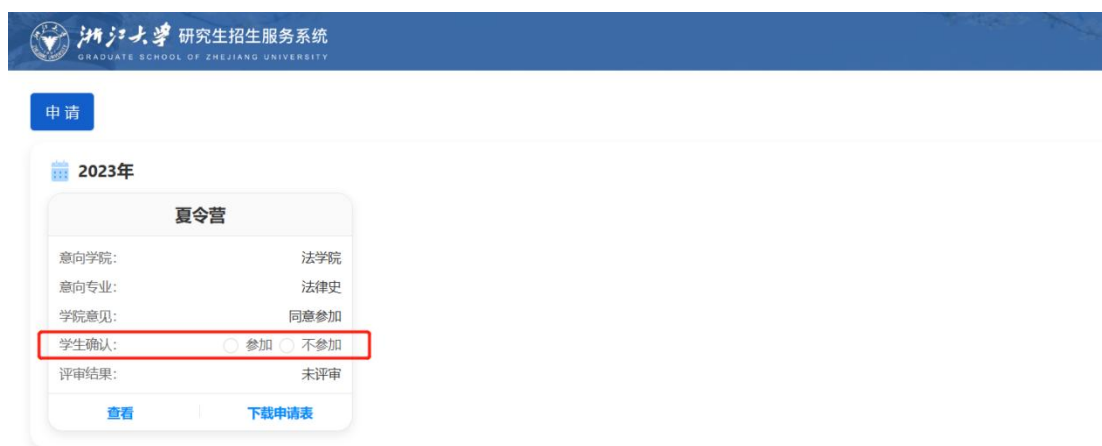 浙江大学 研究生招生服务系统
GRADUATE SCHOOL OF ZHEJIANG UNIVERSITY
申请
2023年
夏令营
意向学院: 法学院
意向专业: 法律史
学院意见: 同意参加
学生确认: 参加 不参加
评审结果: 未评审
查看 下载申请表